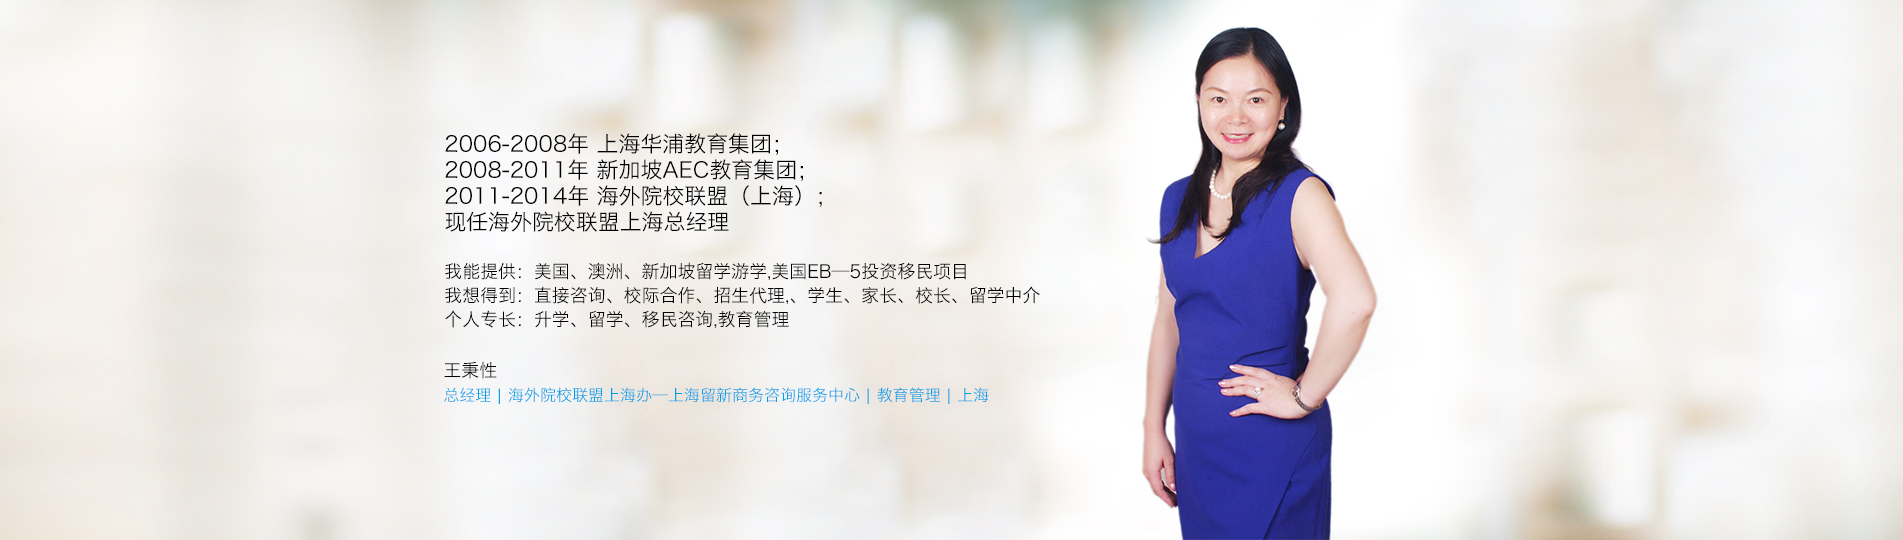 2006-2008年 上海华浦教育集团；
2008-2011年 新加坡AEC教育集团；
2011-2014年 海外院校联盟（上海）；
现任海外院校联盟上海总经理
我能提供：美国、澳洲、新加坡留学游学,美国EB—5投资移民项目
我想得到：直接咨询、校际合作、招生代理,、学生、家长、校长、留学中介
个人专长：升学、留学、移民咨询,教育管理
王秉性
总经理 | 海外院校联盟上海办—上海留新商务咨询服务中心 | 教育管理 | 上海